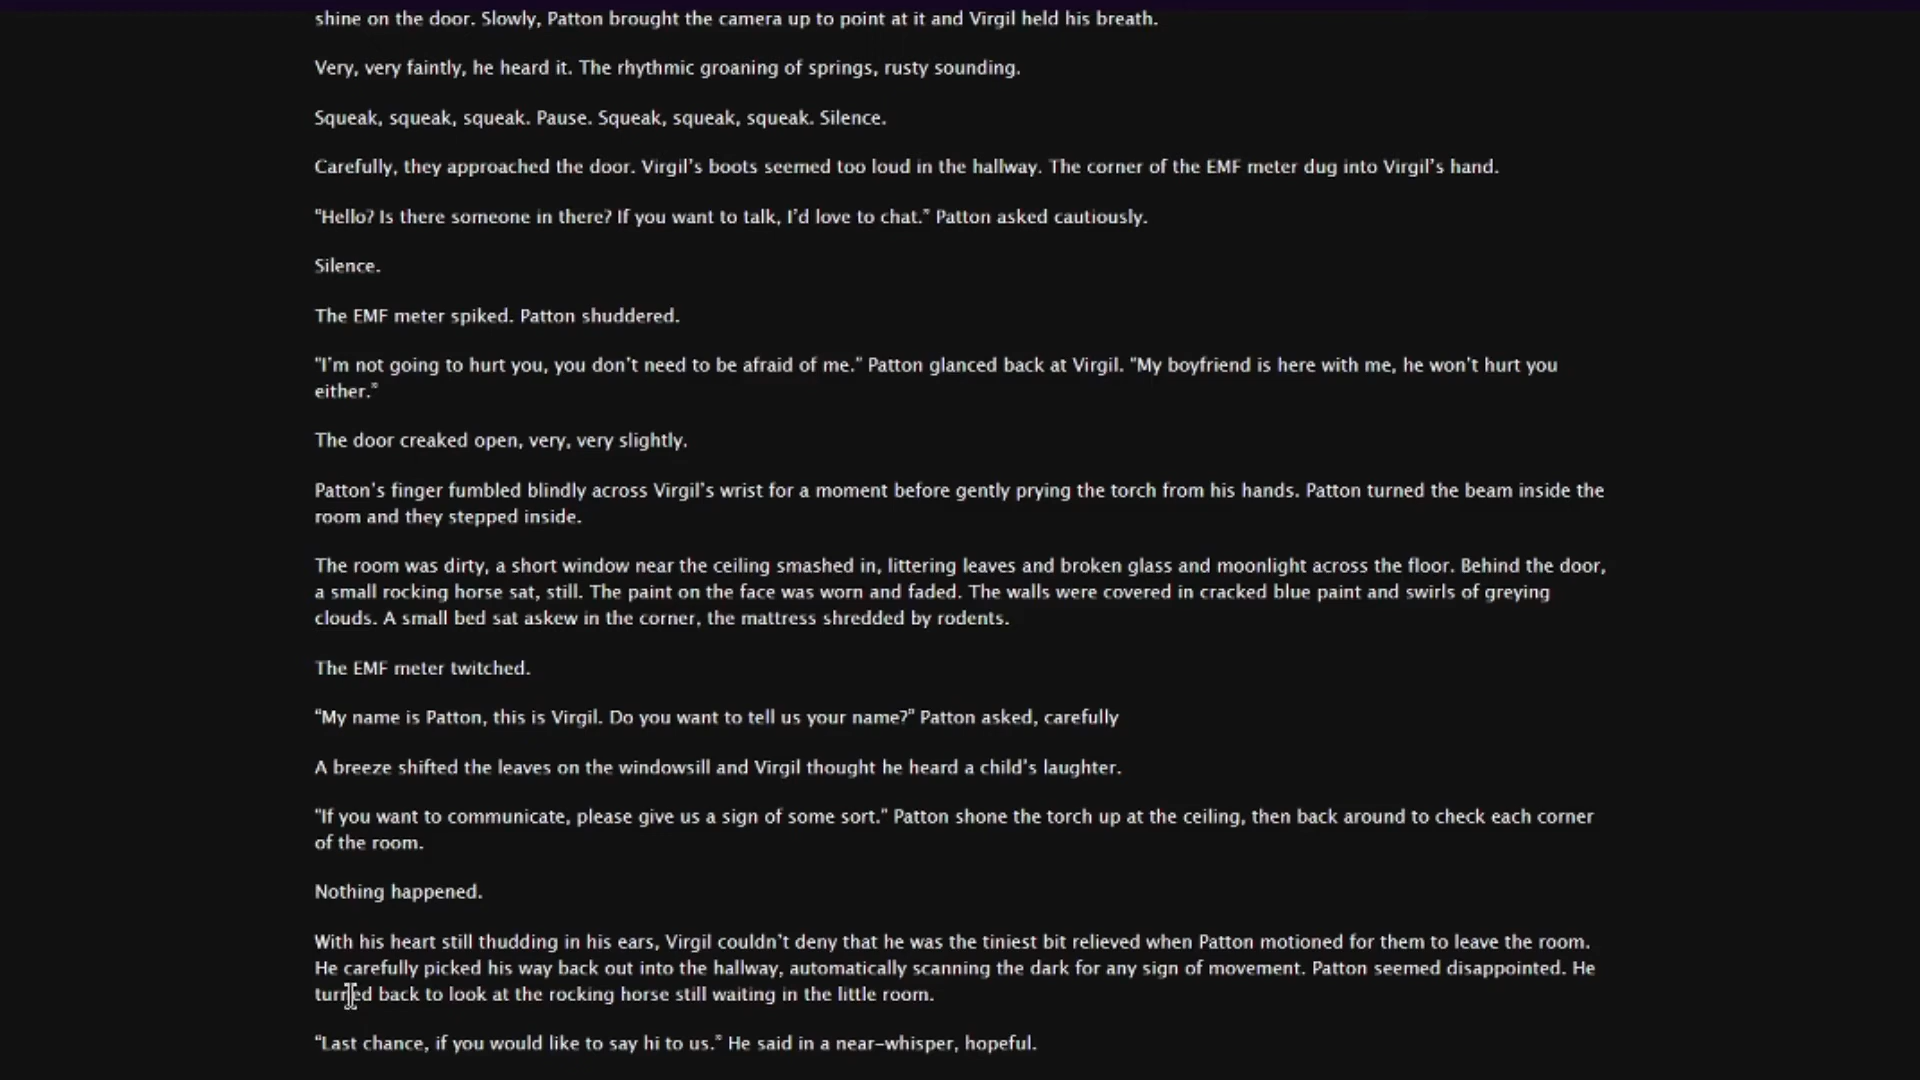 shine on the door. Slowly, Patton brought the camera up to point at it and Virgil held his breath.
Very, very faintly, he heard it. The rhythmic groaning of springs, rusty sounding.
Squeak, squeak, squeak. Pause. Squeak, squeak, squeak. Silence.
Carefully, they approached the door. Virgil’s boots seemed too loud in the hallway. The corner of the EMF meter dug into Virgil’s hand.
“Hello? Is there someone in there? If you want to talk, I’d love to chat.” Patton asked cautiously.
Silence.
The EMF meter spiked. Patton shuddered.
“I’m not going to hurt you, you don’t need to be afraid of me.” Patton glanced back at Virgil. “My boyfriend is here with me, he won’t hurt you
either.”
The door creaked open, very, very slightly.
Patton’s finger fumbled blindly across Virgil’s wrist for a moment before gently prying the torch from his hands. Patton turned the beam inside the
room and they stepped inside.
The room was dirty, a short window near the ceiling smashed in, littering leaves and broken glass and moonlight across the floor. Behind the door,
a small rocking horse sat, still. The paint on the face was worn and faded. The walls were covered in cracked blue paint and swirls of greying
clouds. A small bed sat askew in the corner, the mattress shredded by rodents.
The EMF meter twitched.
“My name is Patton, this is Virgil. Do you want to tell us your name?” Patton asked, carefully
A breeze shifted the leaves on the windowsill and Virgil thought he heard a child’s laughter.
“If you want to communicate, please give us a sign of some sort.” Patton shone the torch up at the ceiling, then back around to check each corner
of the room.
Nothing happened.
With his heart still thudding in his ears, Virgil couldn’t deny that he was the tiniest bit relieved when Patton motioned for them to leave the room.
He carefully picked his way back out into the hallway, automatically scanning the dark for any sign of movement. Patton seemed disappointed. He
turned back to look at the rocking horse still waiting in the little room.
“Last chance, if you would like to say hi to us.” He said in a near-whisper, hopeful.